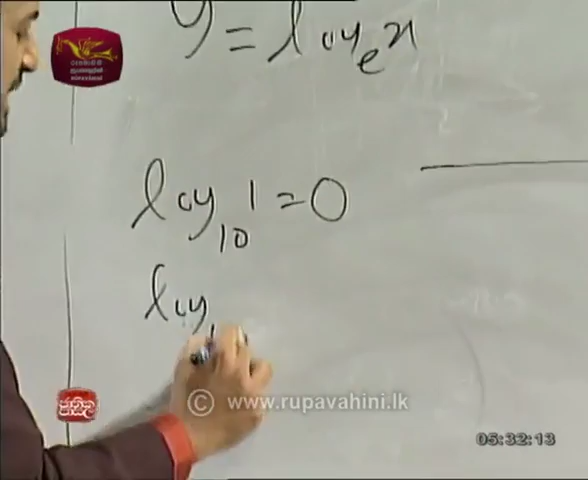 y = log_e x
log_10 1 = 0
log
© www.rupavahini.lk
05:32:13